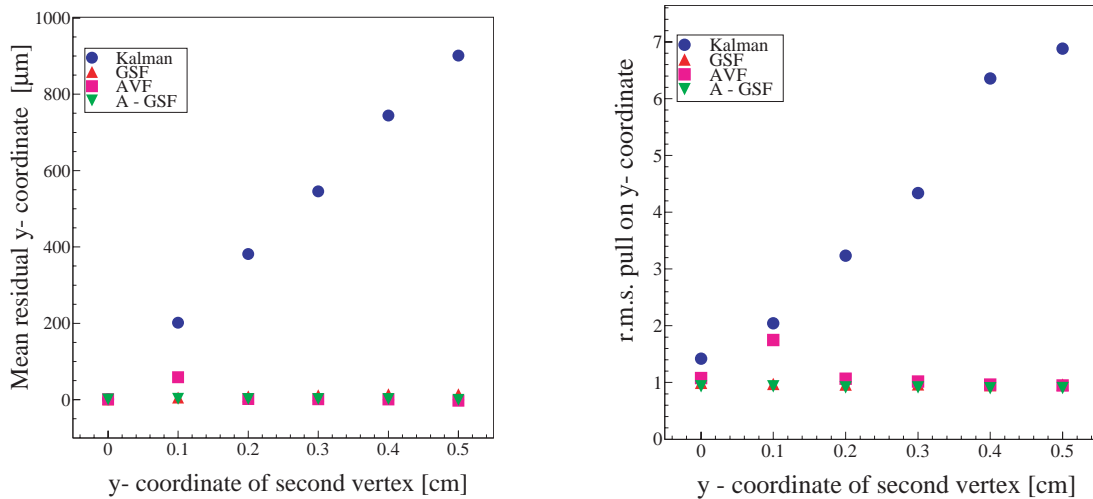 1000
800
600
400
200
0
Mean residual y- coordinate [μm]
Kalman
GSF
AVF
A - GSF
0 0.1 0.2 0.3 0.4 0.5
y- coordinate of second vertex [cm]
7
6
5
4
3
2
1
0
r.m.s. pull on y- coordinate
Kalman
GSF
AVF
A - GSF
0 0.1 0.2 0.3 0.4 0.5
y - coordinate of second vertex [cm]